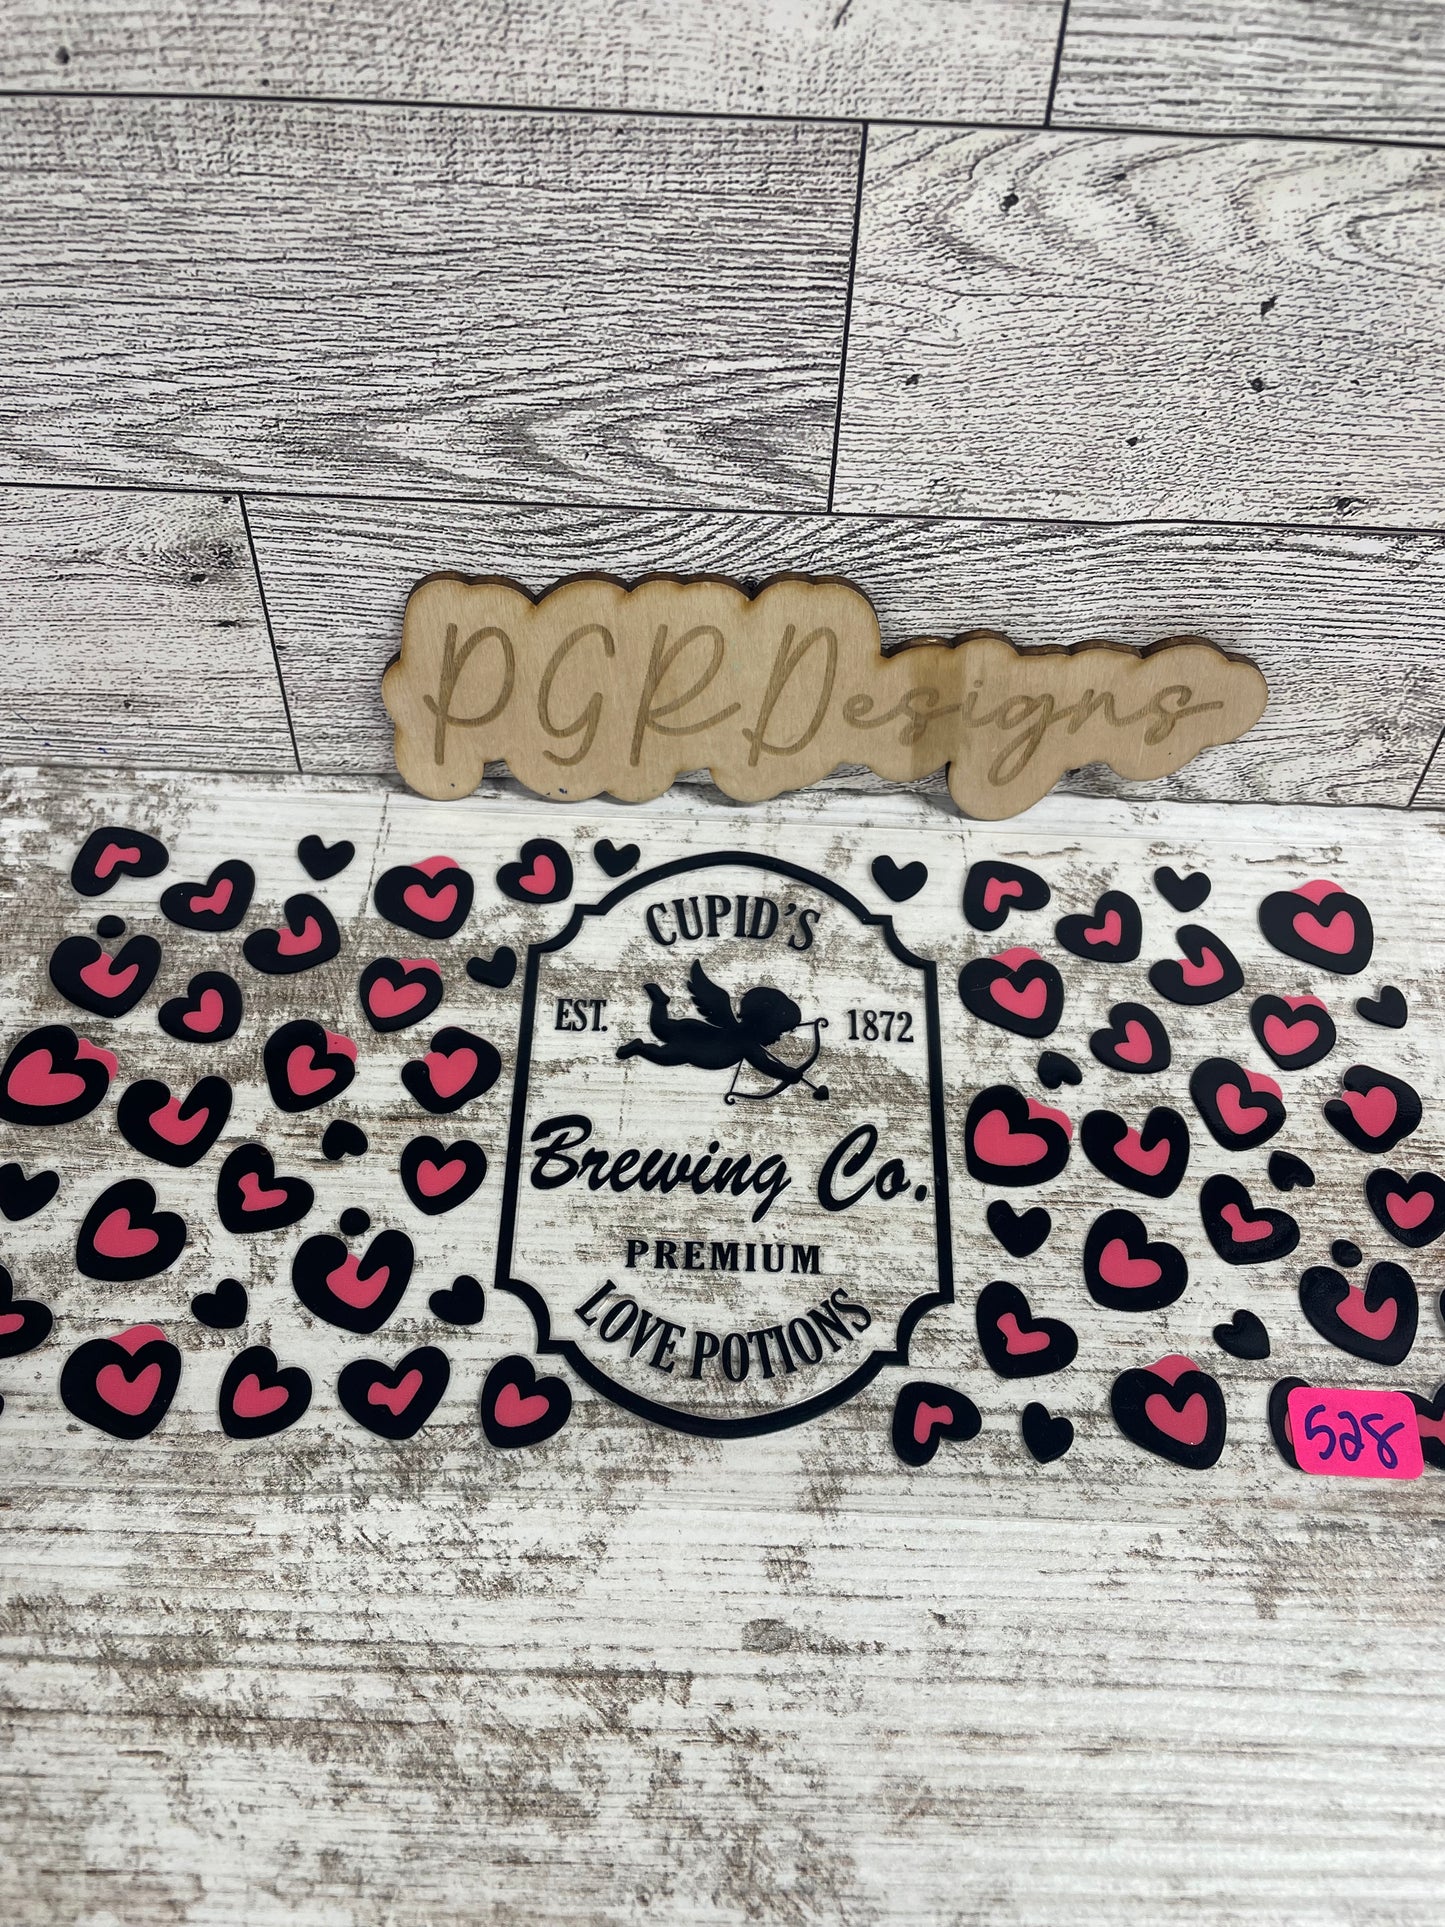 PGRDesigns
CUPID'S
EST. 1872
Brewing Co.
PREMIUM
LOVE POTIONS
528